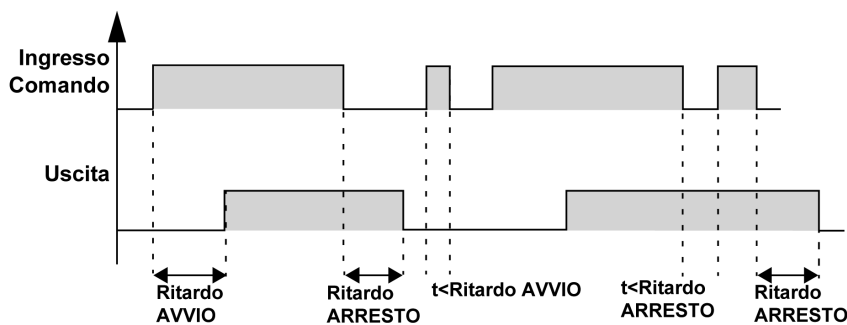 Ingresso
Comando
Uscita
Ritardo
AVVIO
Ritardo
ARRESTO
t<Ritardo AVVIO
t<Ritardo
ARRESTO
Ritardo
ARRESTO